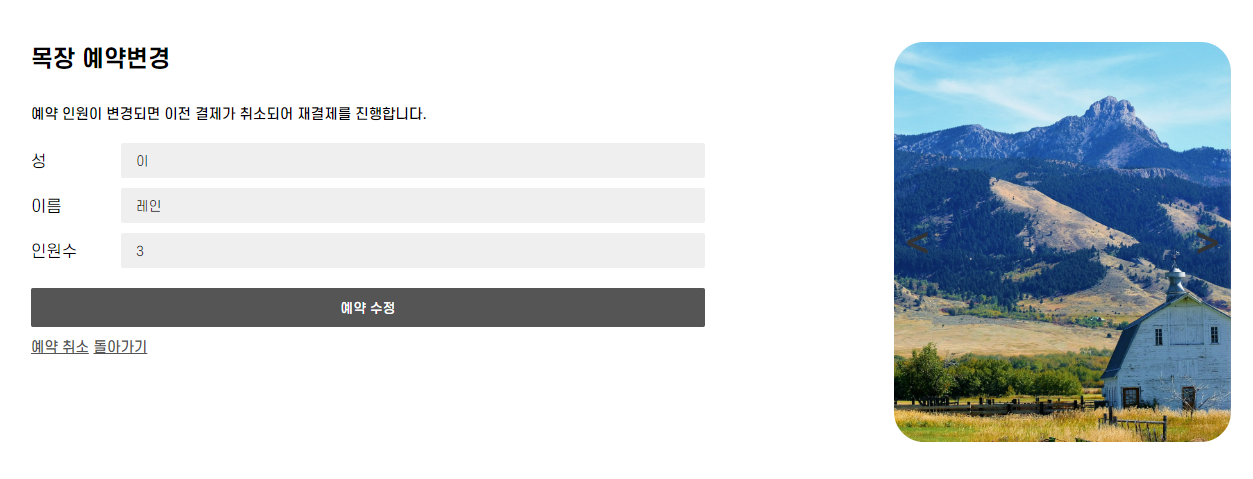 목장 예약변경
예약 인원이 변경되면 이전 결제가 취소되어 재결제를 진행합니다.
성 이
이름 레인
인원수 3
예약 수정
예약 취소 돌아가기
< >